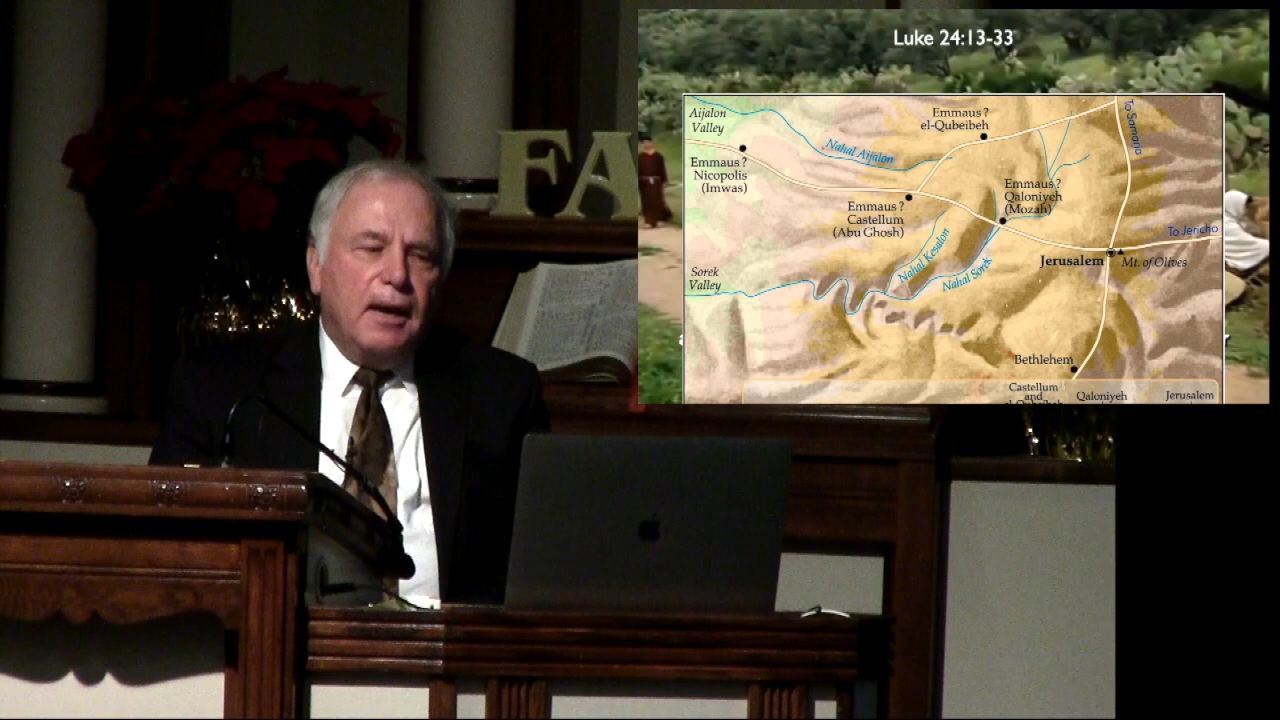 Luke 24:13-33
Aijalon
Valley
Emmaus ?
el-Qubeibeh
To Samaria
Nahal Aijalon
Emmaus ?
Nicopolis
(Imwas)
Emmaus ?
Qaloniyeh
(Mozah)
Emmaus ?
Castellum
(Abu Ghosh)
To Jericho
Nahal Kesalon
Nahal Sorek
Jerusalem
Mt. of Olives
Sorek
Valley
Bethlehem
Castellum
and
Qaloniyeh
Jerusalem
FA